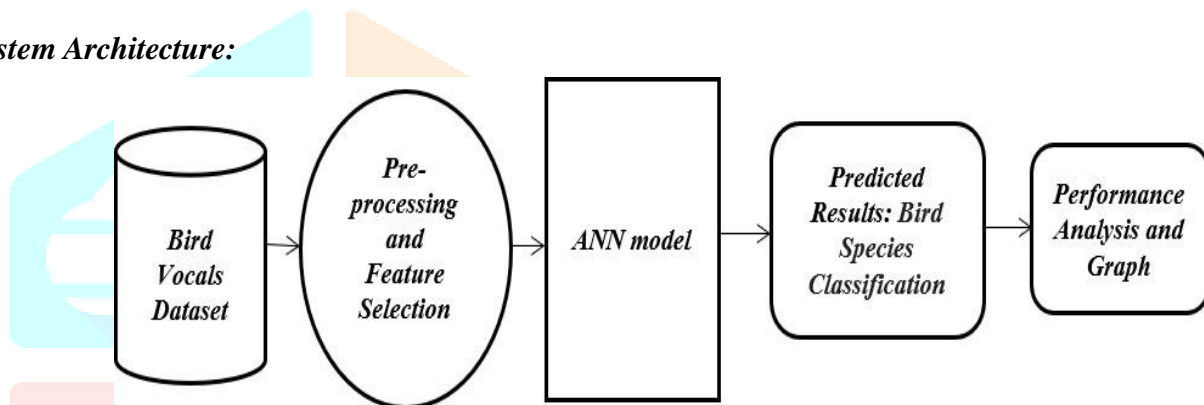 stem Architecture:
Bird
Vocals
Dataset
Pre-
processing
and
Feature
Selection
ANN model
Predicted
Results: Bird
Species
Classification
Performance
Analysis and
Graph